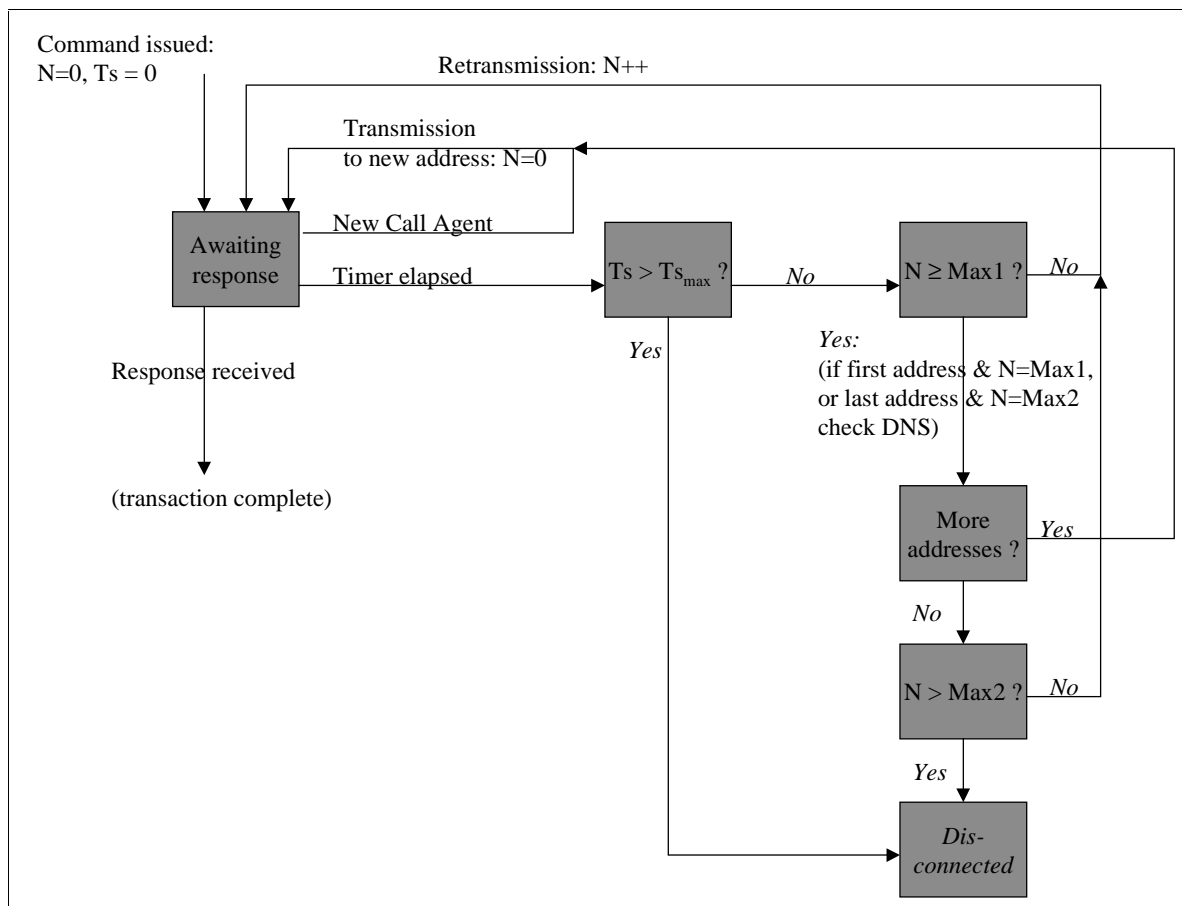 Command issued:
N=0, Ts = 0
Retransmission: N++
Transmission
to new address: N=0
New Call Agent
Awaiting
response
Timer elapsed
Ts > Tsmax ?
No
N ≥ Max1 ?
No
Yes
Yes:
(if first address & N=Max1,
or last address & N=Max2
check DNS)
Response received
(transaction complete)
More
addresses ?
Yes
No
N > Max2 ?
No
Yes
Dis-
connected